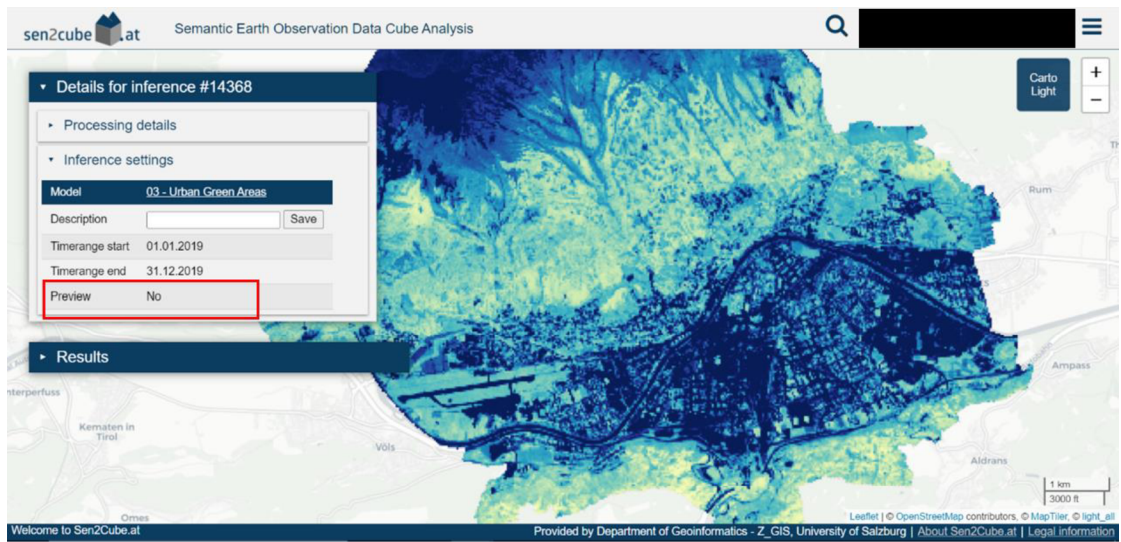 sen2cube.at
Semantic Earth Observation Data Cube Analysis
Details for inference #14368
Processing details
Inference settings
Model 03 - Urban Green Areas
Description Save
Timerange start 01.01.2019
Timerange end 31.12.2019
Preview No
Results
Carto
Light
+
−
Rum
Ampass
Kematen in
Tirol
Völs
Aldrans
Omes
1 km
3000 ft
Leaflet | © OpenStreetMap contributors, © MapTiler, © light_all
Welcome to Sen2Cube.at
Provided by Department of Geoinformatics - Z_GIS, University of Salzburg | About Sen2Cube.at | Legal information